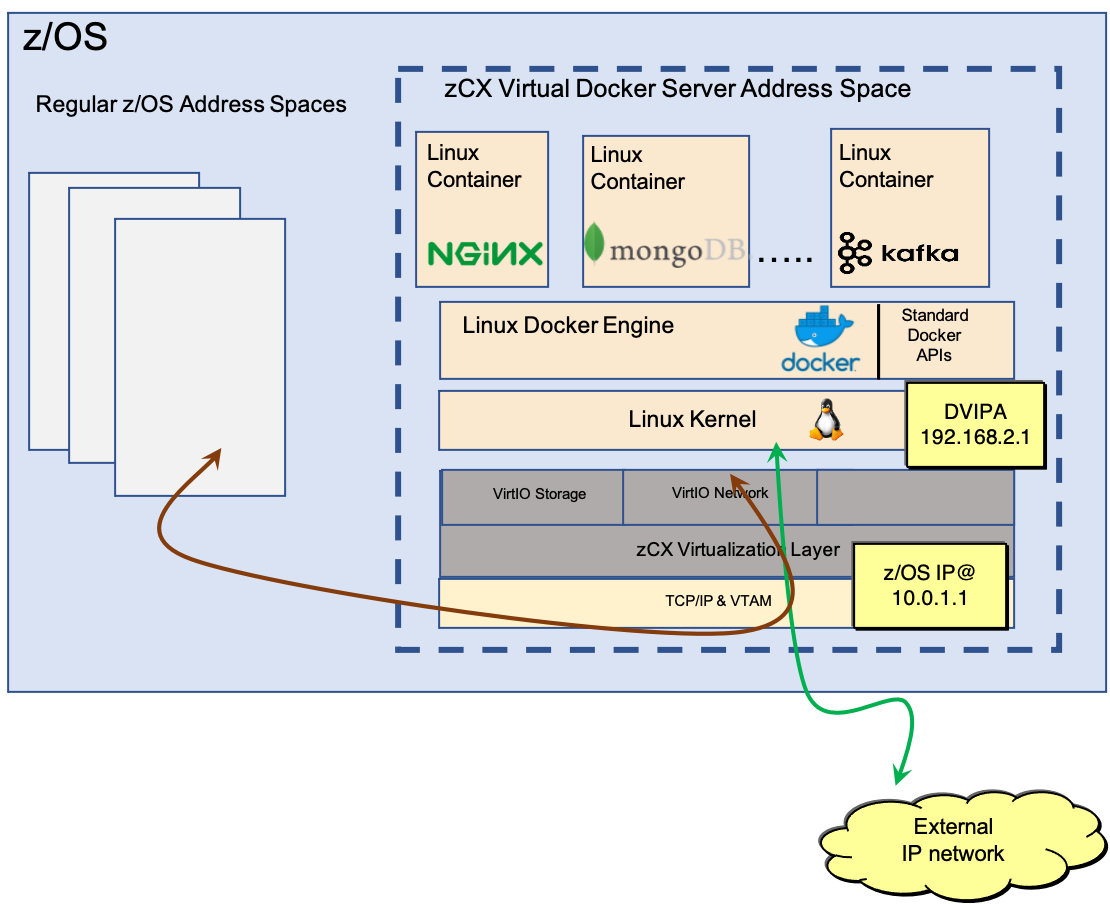 z/OS
Regular z/OS Address Spaces
zCX Virtual Docker Server Address Space
Linux
Container
NGiNX
Linux
Container
mongoDB
.....
Linux
Container
kafka
Linux Docker Engine
docker
Standard
Docker
APIs
Linux Kernel
DVIPA
192.168.2.1
VirtIO Storage
VirtIO Network
zCX Virtualization Layer
z/OS IP@
10.0.1.1
TCP/IP & VTAM
External
IP network